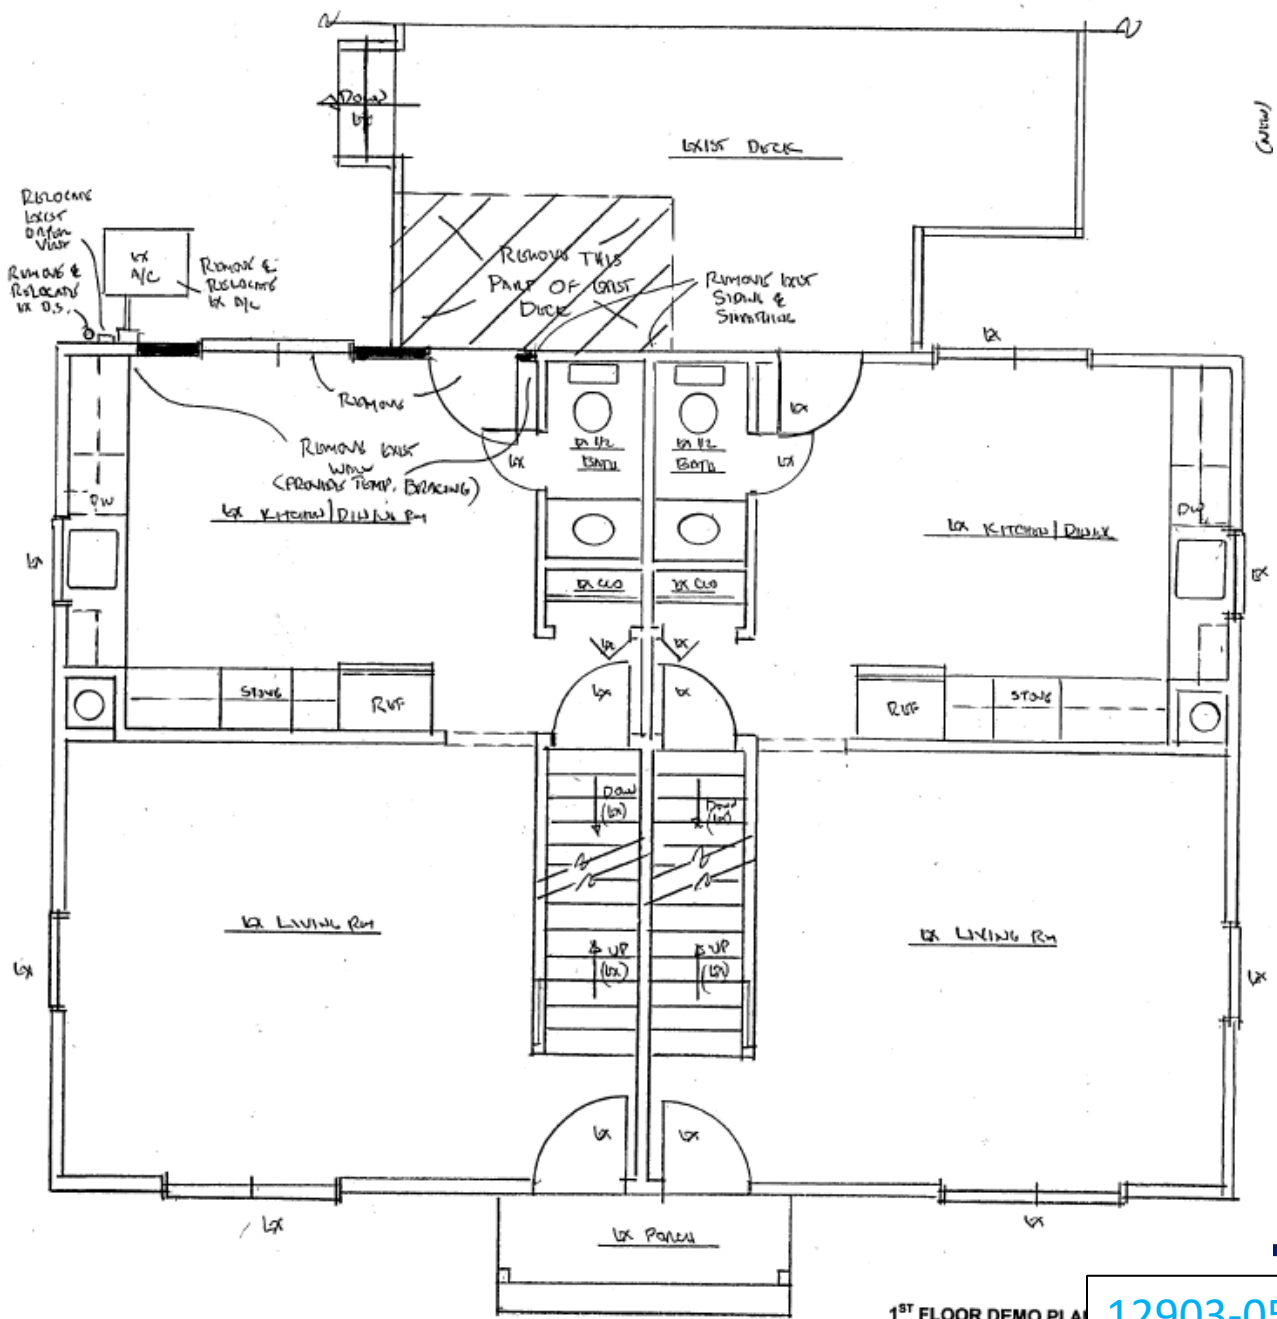 DOWN
EX
EXIST DECK
(NEW)
RELOCATE
EXIST
DRYER
VENT
REMOVE &
RELOCATE
EX D.S.
EX
A/C
REMOVE &
RELOCATE
EX A/C
REMOVE THIS
PART OF EXIST
DECK
REMOVE EXIST
SIDING &
SHEATHING
EX
REMOVE
EX
REMOVE EXIST
WALL
(PROVIDE TEMP. BRACING)
EX
EX 1/2
BATH
EX 1/2
BATH
EX
DW
EX KITCHEN/DINING RM
DW
EX KITCHEN/DINING
EX
EX
EX CLO
EX CLO
EX
EX
EX
EX
STOVE
REF
REF
STOVE
DOWN
(EX)
DOWN
(EX)
EX LIVING RM
UP
(EX)
UP
(EX)
EX LIVING RM
EX
EX
EX
EX
EX
EX
EX PORCH
1ST FLOOR DEMO PLA
12903-05